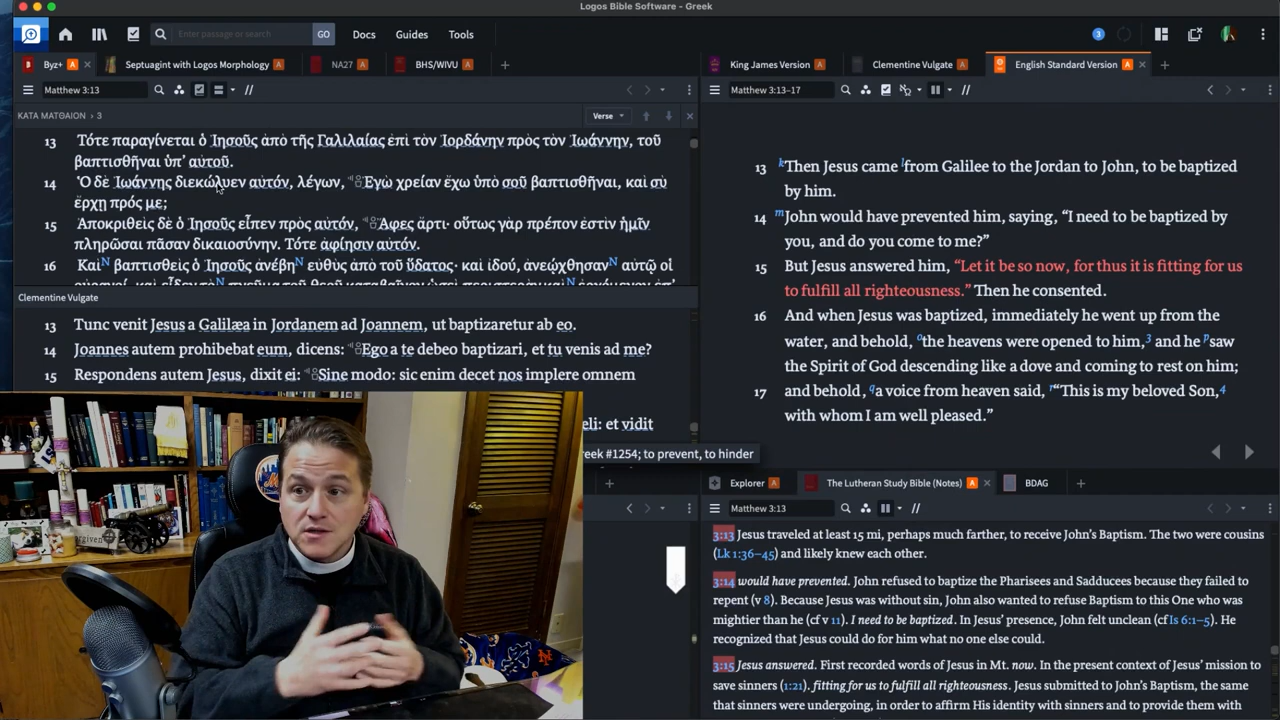 Logos Bible Software - Greek
Enter passage or search GO Docs Guides Tools 3
Byz+ A Septuagint with Logos Morphology A NA27 A BHS/WIVU A
King James Version A Clementine Vulgate A English Standard Version A
Matthew 3:13
Matthew 3:13–17
ΚΑΤΑ ΜΑΤΘΑΙΟΝ › 3 Verse
13 Τότε παραγίνεται ὁ Ἰησοῦς ἀπὸ τῆς Γαλιλαίας ἐπὶ τὸν Ἰορδάνην πρὸς τὸν Ἰωάννην, τοῦ
βαπτισθῆναι ὑπ’ αὐτοῦ.
14 Ὁ δὲ Ἰωάννης διεκώλυεν αὐτόν, λέγων, Ἐγὼ χρείαν ἔχω ὑπὸ σοῦ βαπτισθῆναι, καὶ σὺ
ἔρχῃ πρός με;
15 Ἀποκριθεὶς δὲ ὁ Ἰησοῦς εἶπεν πρὸς αὐτόν, Ἄφες ἄρτι· οὕτως γὰρ πρέπον ἐστὶν ἡμῖν
πληρῶσαι πᾶσαν δικαιοσύνην. Τότε ἀφίησιν αὐτόν.
16 ΚαὶN βαπτισθεὶς ὁ Ἰησοῦς ἀνέβηN εὐθὺς ἀπὸ τοῦ ὕδατος· καὶ ἰδού, ἀνεῴχθησανN αὐτῷ οἱ
Clementine Vulgate
13 Tunc venit Jesus a Galilæa in Jordanem ad Joannem, ut baptizaretur ab eo.
14 Joannes autem prohibebat eum, dicens: Ego a te debeo baptizari, et tu venis ad me?
15 Respondens autem Jesus, dixit ei: Sine modo: sic enim decet nos implere omnem
eli: et vidit
eek #1254; to prevent, to hinder
13 kThen Jesus came lfrom Galilee to the Jordan to John, to be baptized
by him.
14 mJohn would have prevented him, saying, “I need to be baptized by
you, and do you come to me?”
15 But Jesus answered him, “Let it be so now, for thus it is fitting for us
to fulfill all righteousness.” Then he consented.
16 And when Jesus was baptized, immediately he went up from the
water, and behold, othe heavens were opened to him,3 and he psaw
the Spirit of God descending like a dove and coming to rest on him;
17 and behold, qa voice from heaven said, r“This is my beloved Son,4
with whom I am well pleased.”
Explorer A The Lutheran Study Bible (Notes) A BDAG
Matthew 3:13
3:13 Jesus traveled at least 15 mi, perhaps much farther, to receive John’s Baptism. The two were cousins
(Lk 1:36–45) and likely knew each other.
3:14 would have prevented. John refused to baptize the Pharisees and Sadducees because they failed to
repent (v 8). Because Jesus was without sin, John also wanted to refuse Baptism to this One who was
mightier than he (cf v 11). I need to be baptized. In Jesus’ presence, John felt unclean (cf Is 6:1–5). He
recognized that Jesus could do for him what no one else could.
3:15 Jesus answered. First recorded words of Jesus in Mt. now. In the present context of Jesus’ mission to
save sinners (1:21). fitting for us to fulfill all righteousness. Jesus submitted to John’s Baptism, the same
that sinners were undergoing, in order to affirm His identity with sinners and to provide them with